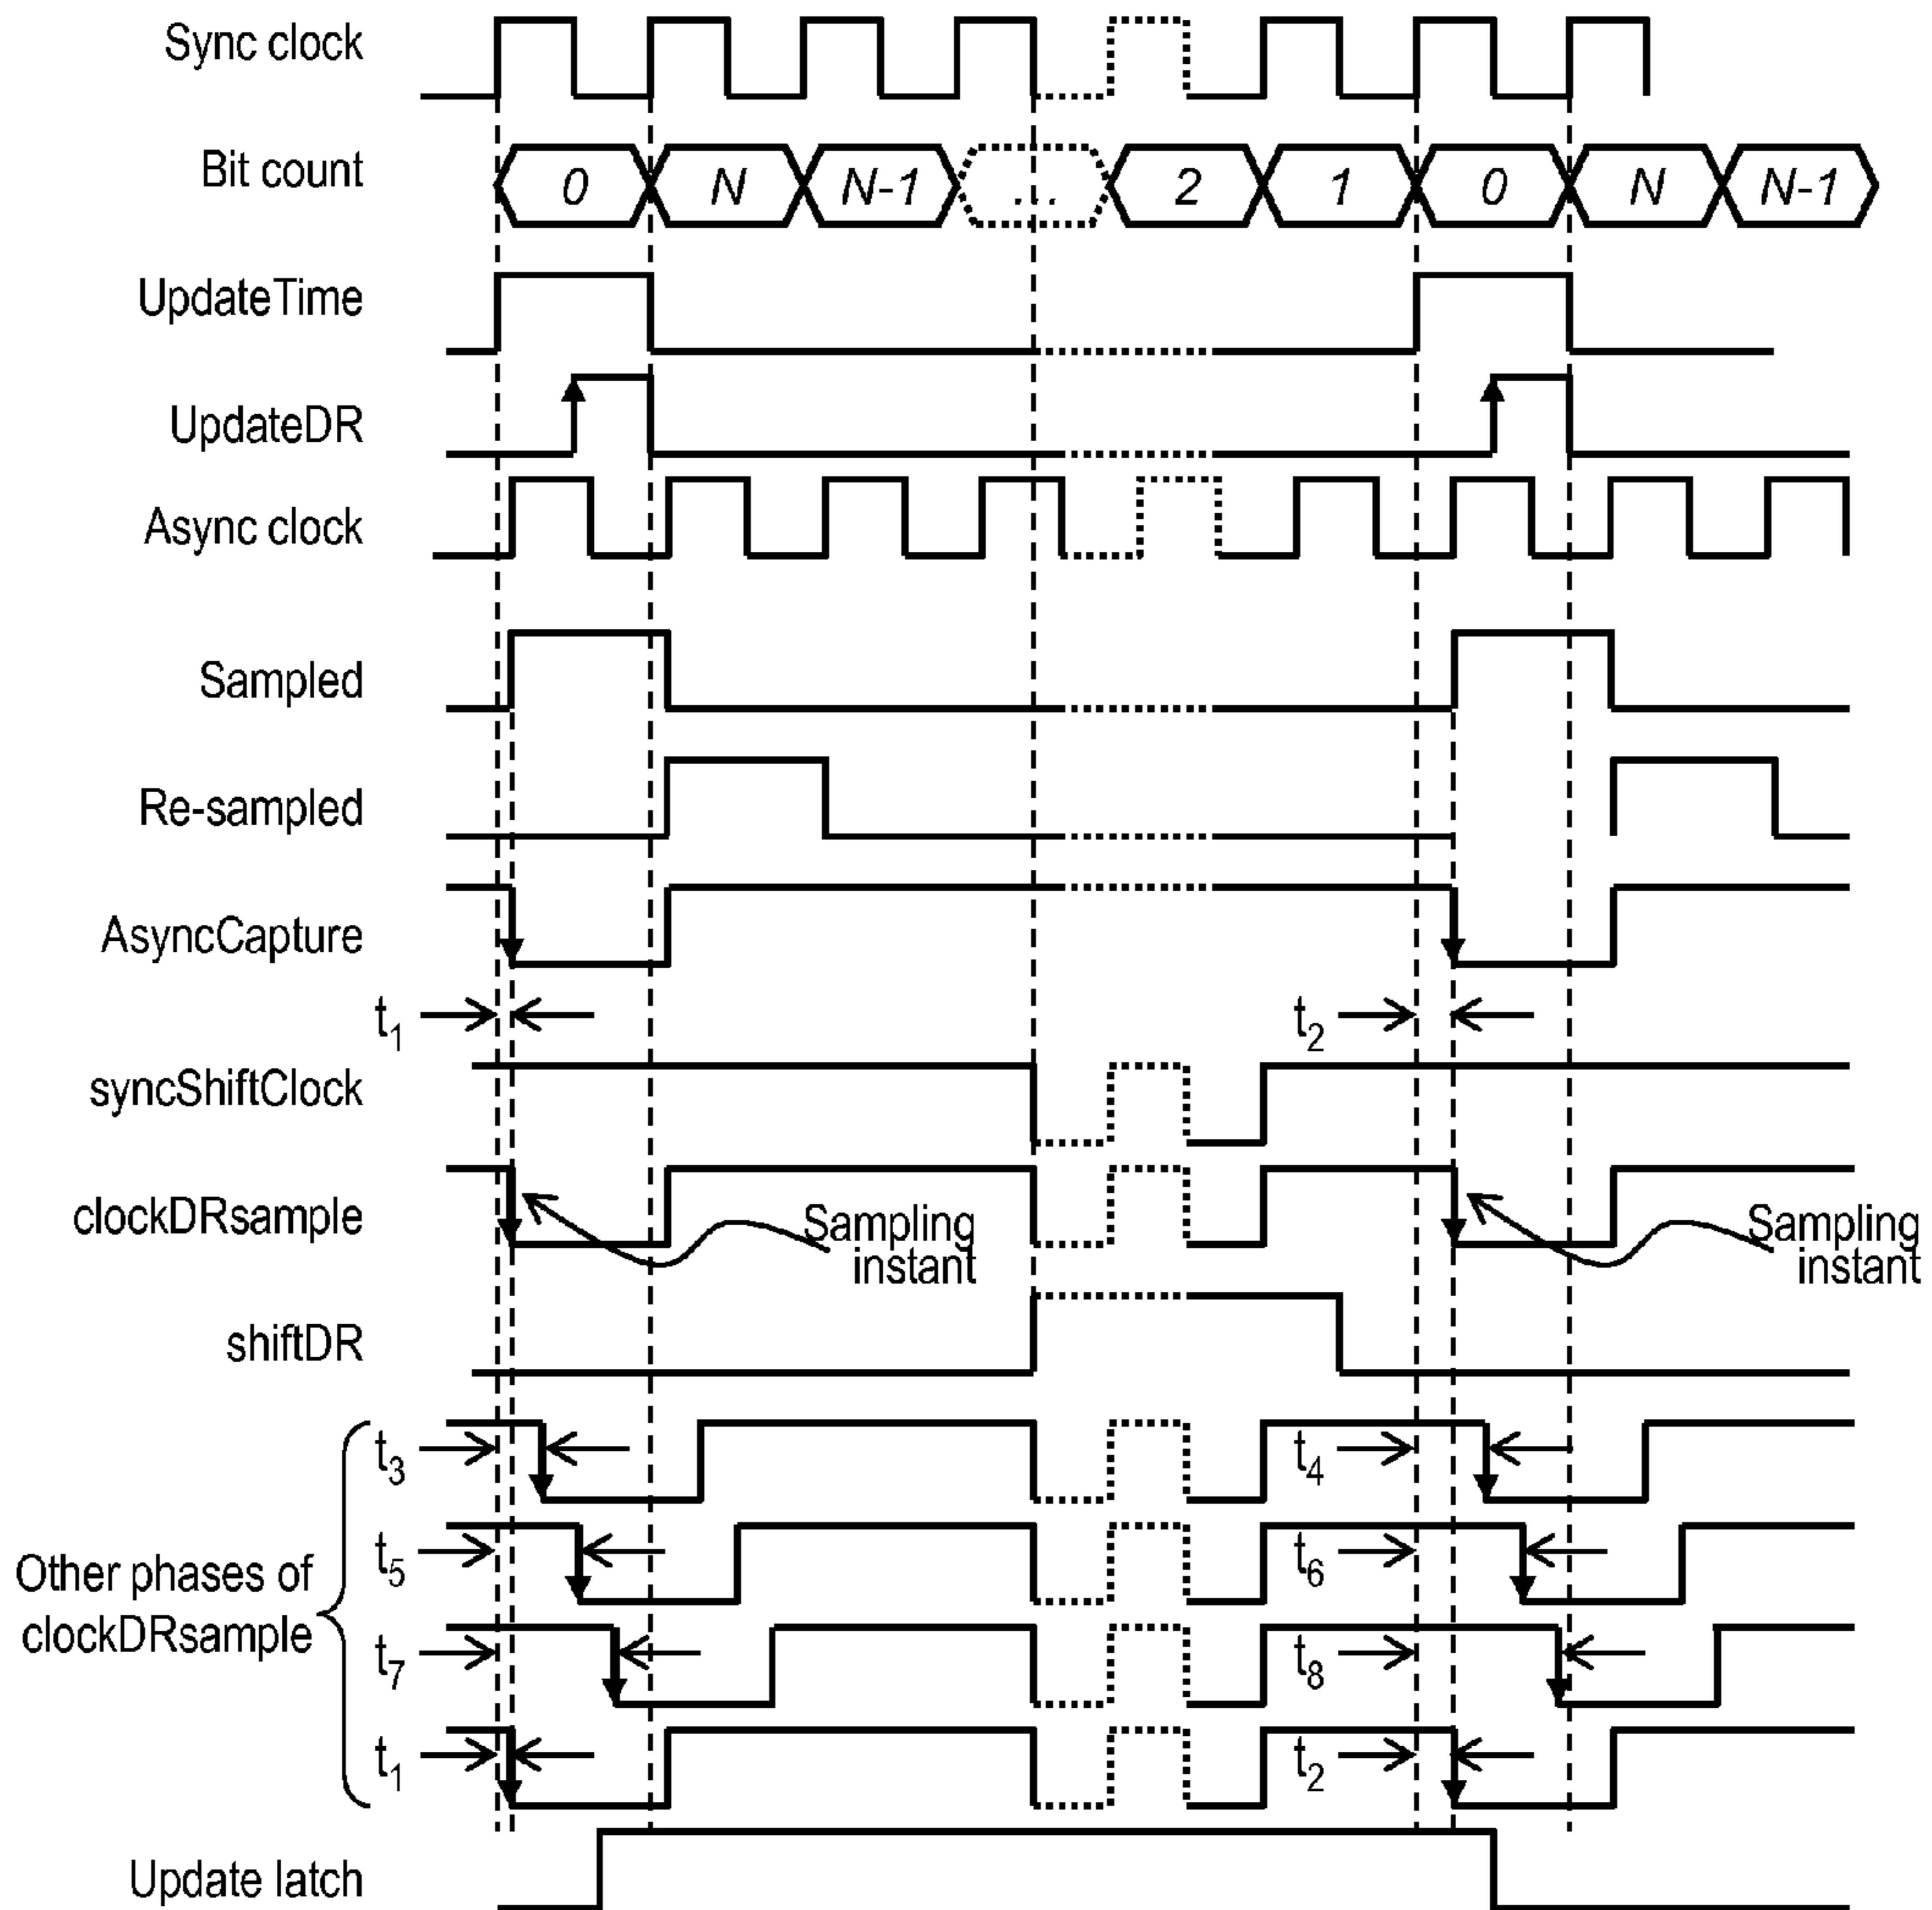 Sync clock
Bit count 0 N N-1 ... 2 1 0 N N-1
UpdateTime
UpdateDR
Async clock
Sampled
Re-sampled
AsyncCapture
t1 t2
syncShiftClock
clockDRsample
Sampling
instant
Sampling
instant
shiftDR
t3 t4
t5 t6
Other phases of
clockDRsample
t7 t8
t1 t2
Update latch